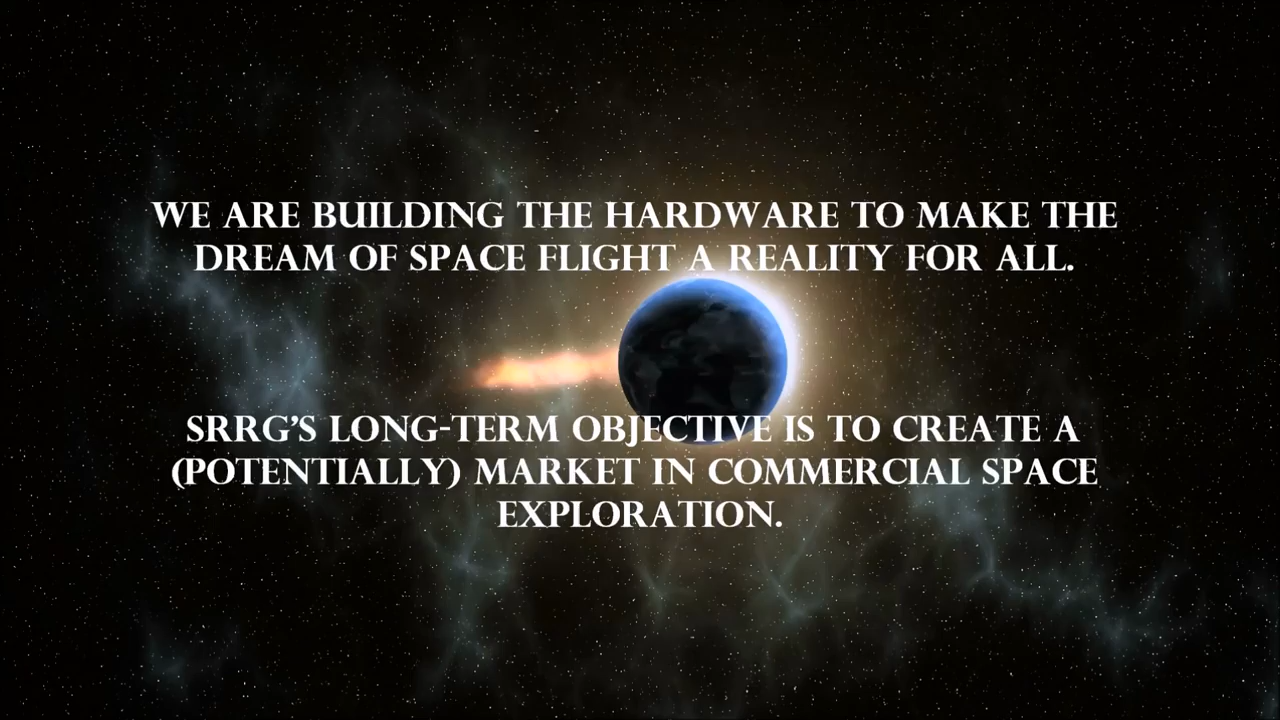 WE ARE BUILDING THE HARDWARE TO MAKE THE
DREAM OF SPACE FLIGHT A REALITY FOR ALL.
SRRG’S LONG-TERM OBJECTIVE IS TO CREATE A
(POTENTIALLY) MARKET IN COMMERCIAL SPACE
EXPLORATION.